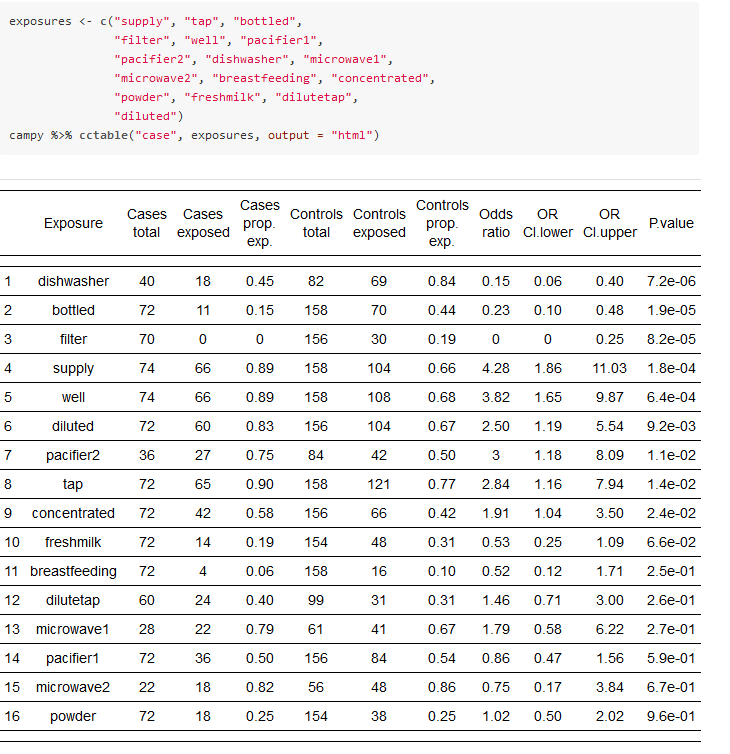 exposures <- c("supply", "tap", "bottled",
"filter", "well", "pacifier1",
"pacifier2", "dishwasher", "microwave1",
"microwave2", "breastfeeding", "concentrated",
"powder", "freshmilk", "dilutetap",
"diluted")
campy %>% cctable("case", exposures, output = "html")
Exposure Cases total Cases exposed Cases prop. exp. Controls total Controls exposed Controls prop. exp. Odds ratio OR CI.lower OR CI.upper P.value
1 dishwasher 40 18 0.45 82 69 0.84 0.15 0.06 0.40 7.2e-06
2 bottled 72 11 0.15 158 70 0.44 0.23 0.10 0.48 1.9e-05
3 filter 70 0 0 156 30 0.19 0 0 0.25 8.2e-05
4 supply 74 66 0.89 158 104 0.66 4.28 1.86 11.03 1.8e-04
5 well 74 66 0.89 158 108 0.68 3.82 1.65 9.87 6.4e-04
6 diluted 72 60 0.83 156 104 0.67 2.50 1.19 5.54 9.2e-03
7 pacifier2 36 27 0.75 84 42 0.50 3 1.18 8.09 1.1e-02
8 tap 72 65 0.90 158 121 0.77 2.84 1.16 7.94 1.4e-02
9 concentrated 72 42 0.58 156 66 0.42 1.91 1.04 3.50 2.4e-02
10 freshmilk 72 14 0.19 154 48 0.31 0.53 0.25 1.09 6.6e-02
11 breastfeeding 72 4 0.06 158 16 0.10 0.52 0.12 1.71 2.5e-01
12 dilutetap 60 24 0.40 99 31 0.31 1.46 0.71 3.00 2.6e-01
13 microwave1 28 22 0.79 61 41 0.67 1.79 0.58 6.22 2.7e-01
14 pacifier1 72 36 0.50 156 84 0.54 0.86 0.47 1.56 5.9e-01
15 microwave2 22 18 0.82 56 48 0.86 0.75 0.17 3.84 6.7e-01
16 powder 72 18 0.25 154 38 0.25 1.02 0.50 2.02 9.6e-01